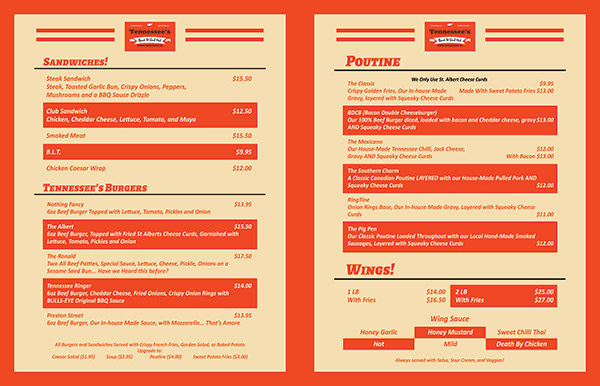 Tennessee's
SANDWICHES!
Steak Sandwich $15.50
Steak, Toasted Garlic Bun, Crispy Onions, Peppers,
Mushrooms and a BBQ Sauce Drizzle
Club Sandwich $12.50
Chicken, Cheddar Cheese, Lettuce, Tomato, and Mayo
Smoked Meat $15.50
B.L.T. $9.95
Chicken Caesar Wrap $12.00
TENNESSEE'S BURGERS
Nothing Fancy $13.95
6oz Beef Burger Topped with Lettuce, Tomato, Pickles and Onion
The Albert $15.50
6oz Beef Burger, Topped with Fried St Alberts Cheese Curds, Garnished with
Lettuce, Tomato, Pickles and Onion
The Ronald $17.50
Two All Beef Patties, Special Sauce, Lettuce, Cheese, Pickle, Onions on a
Sesame Seed Bun... Have we Heard this before?
Tennessee Ringer $14.00
6oz Beef Burger, Cheddar Cheese, Fried Onions, Crispy Onion Rings with
BULLS-EYE Original BBQ Sauce
Preston Street $13.95
6oz Beef Burger, Our In-house Made Sauce, with Mozzarella... That's Amore
All Burgers and Sandwiches Served with Crispy French Fries, Garden Salad, or Baked Potato
Upgrade to:
Caesar Salad ($1.95) Soup ($2.95) Poutine ($4.00) Sweet Potato Fries ($3.00)
Tennessee's
POUTINE
We Only Use St. Albert Cheese Curds
The Classic $9.95
Crispy Golden Fries, Our In-house Made Made With Sweet Potato Fries $13.00
Gravy, layered with Squeaky Cheese Curds
BDCB (Bacon Double Cheeseburger)
Our 100% Beef Burger diced, loaded with bacon and Cheddar cheese, gravy $13.00
AND Squeaky Cheese Curds
The Mexicano
Our House-Made Tennessee Chili, Jack Cheese, $12.00
Gravy AND Squeaky Cheese Curds With Bacon $13.00
The Southern Charm
A Classic Canadian Poutine LAYERED with our House-Made Pulled Pork AND
Squeaky Cheese Curds $12.00
RingTine
Onion Rings Base, Our In-house Made Gravy, Layered with Squeaky Cheese
Curds $11.00
The Pig Pen
Our Classic Poutine Loaded Throughout with our Local Hand-Made Smoked
Sausages, Layered with Squeaky Cheese Curds $12.00
WINGS!
1 LB $14.00 2 LB $25.00
With Fries $16.50 With Fries $27.00
Wing Sauce
Honey Garlic Honey Mustard Sweet Chilli Thai
Hot Mild Death By Chicken
Always served with Salsa, Sour Cream, and Veggies!